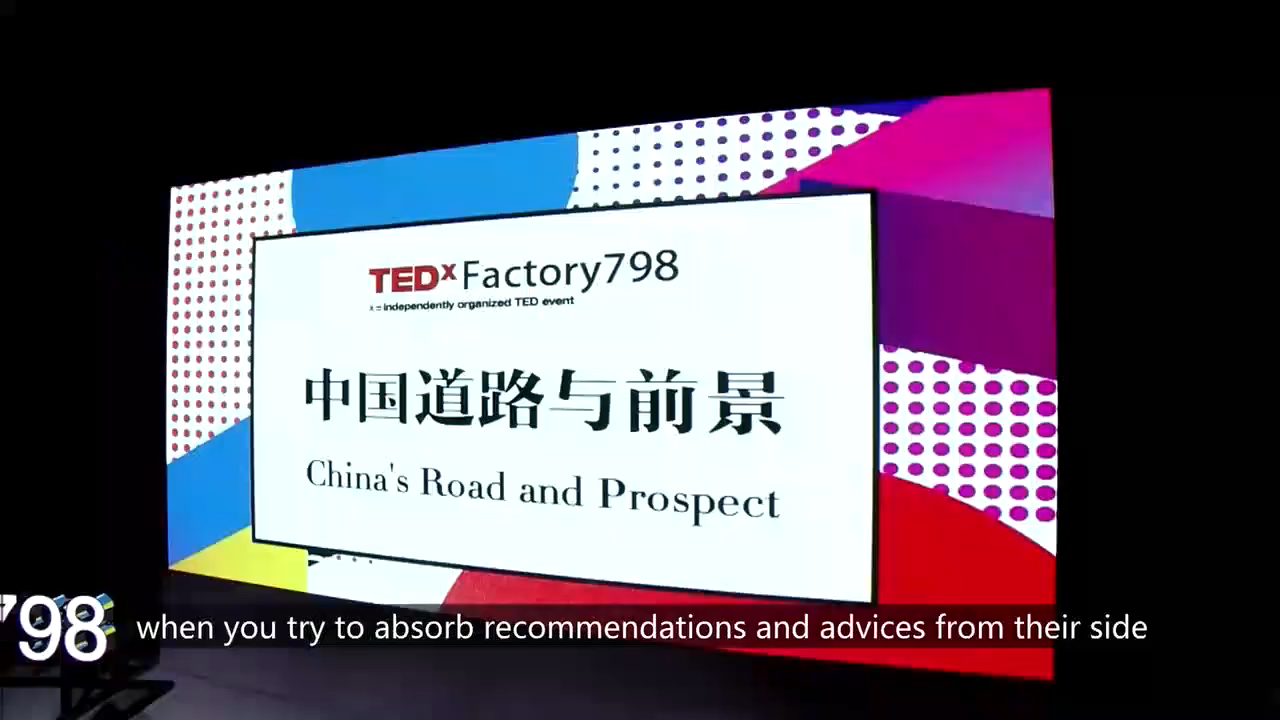 TEDxFactory798
x = independently organized TED event
中国道路与前景
China's Road and Prospect
798
when you try to absorb recommendations and advices from their side